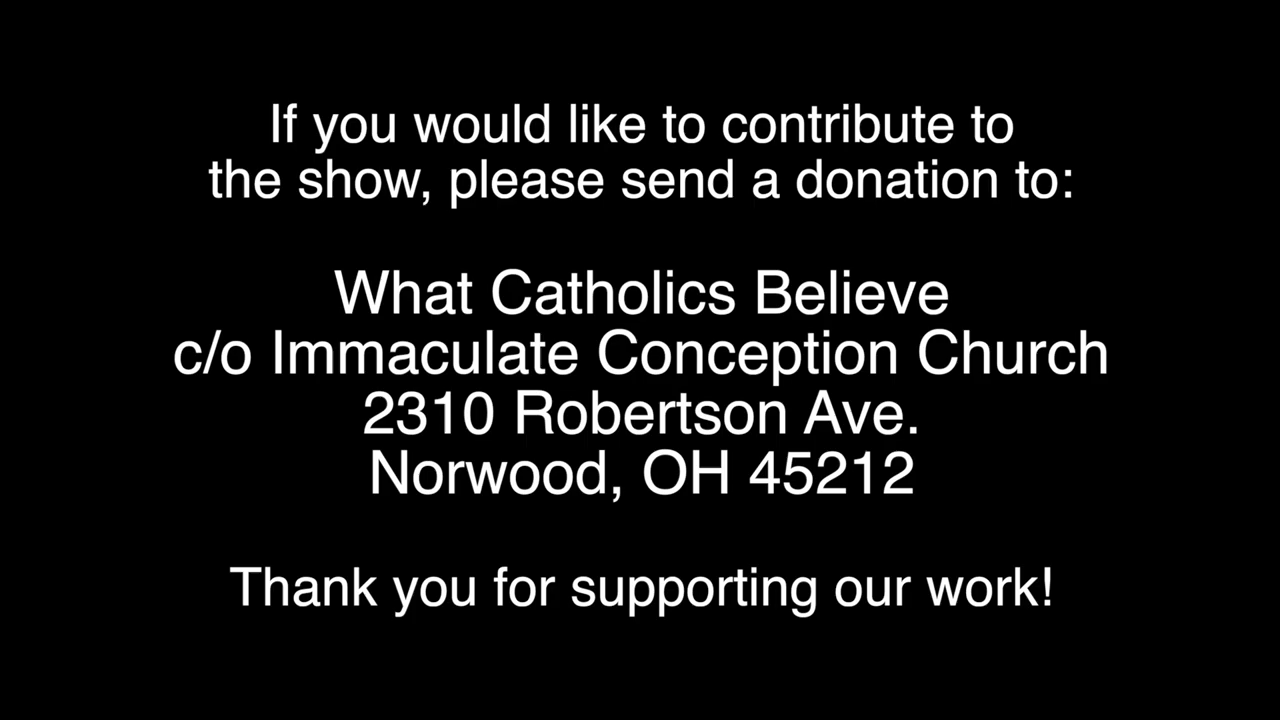 If you would like to contribute to
the show, please send a donation to:
What Catholics Believe
c/o Immaculate Conception Church
2310 Robertson Ave.
Norwood, OH 45212
Thank you for supporting our work!